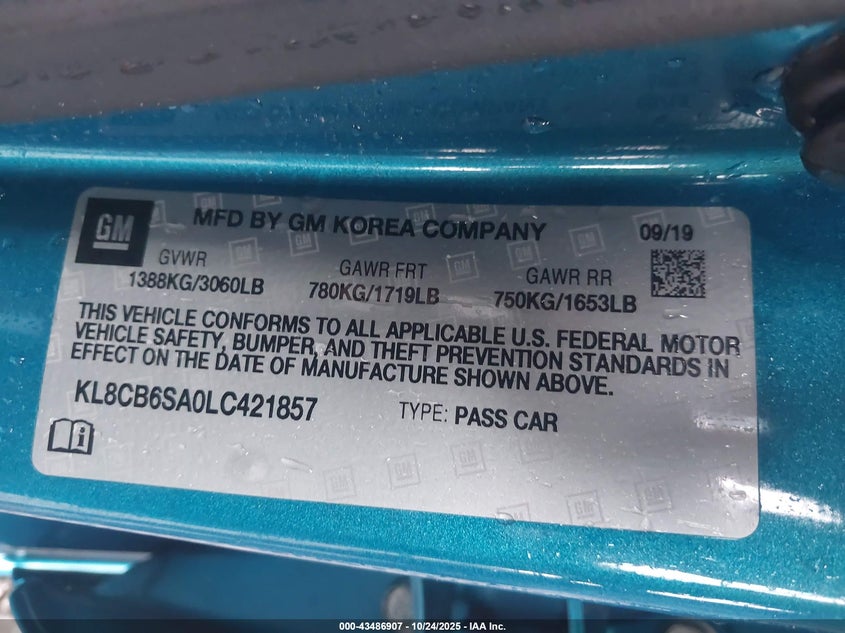 GM
MFD BY GM KOREA COMPANY 09/19
GVWR GAWR FRT GAWR RR
1388KG/3060LB 780KG/1719LB 750KG/1653LB
THIS VEHICLE CONFORMS TO ALL APPLICABLE U.S. FEDERAL MOTOR
VEHICLE SAFETY, BUMPER, AND THEFT PREVENTION STANDARDS IN
EFFECT ON THE DATE OF MANUFACTURE SHOWN ABOVE.
KL8CB6SA0LC421857 TYPE: PASS CAR
000-43486907 - 10/24/2025 - IAA Inc.